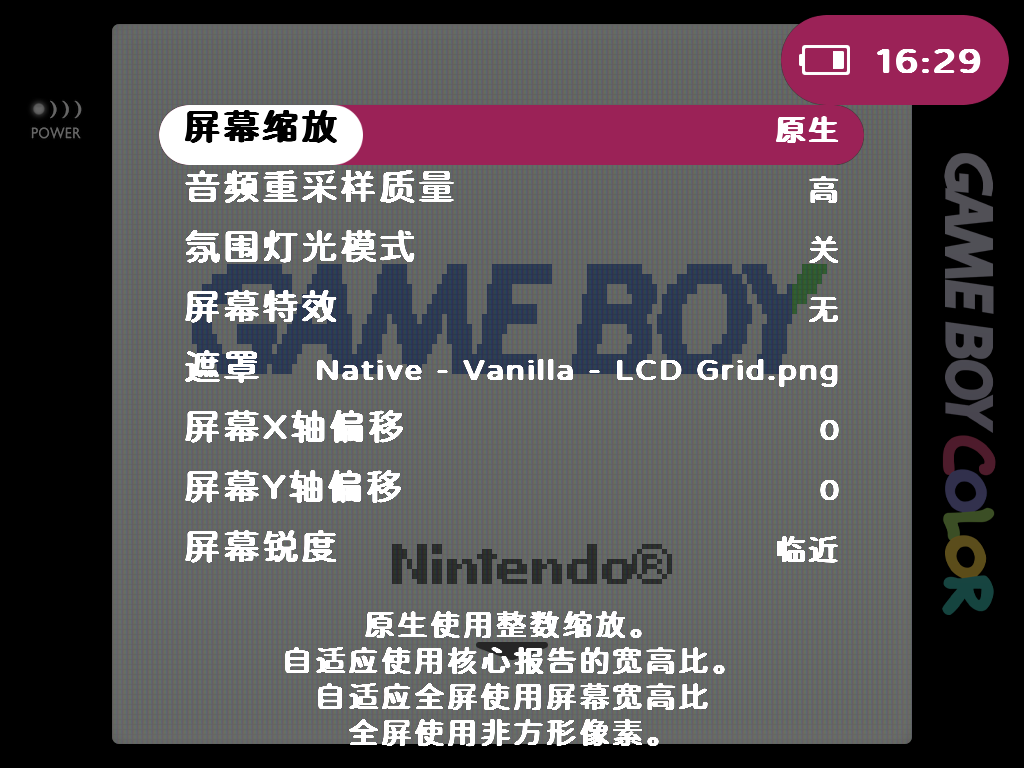 16:29
POWER
屏幕缩放 原生
音频重采样质量 高
氛围灯光模式 关
屏幕特效 无
遮罩 Native - Vanilla - LCD Grid.png
屏幕X轴偏移 0
屏幕Y轴偏移 0
屏幕锐度 临近
GAME BOY
Nintendo®
原生使用整数缩放。
自适应使用核心报告的宽高比。
自适应全屏使用屏幕宽高比
全屏使用非方形像素。
GAME BOY COLOR